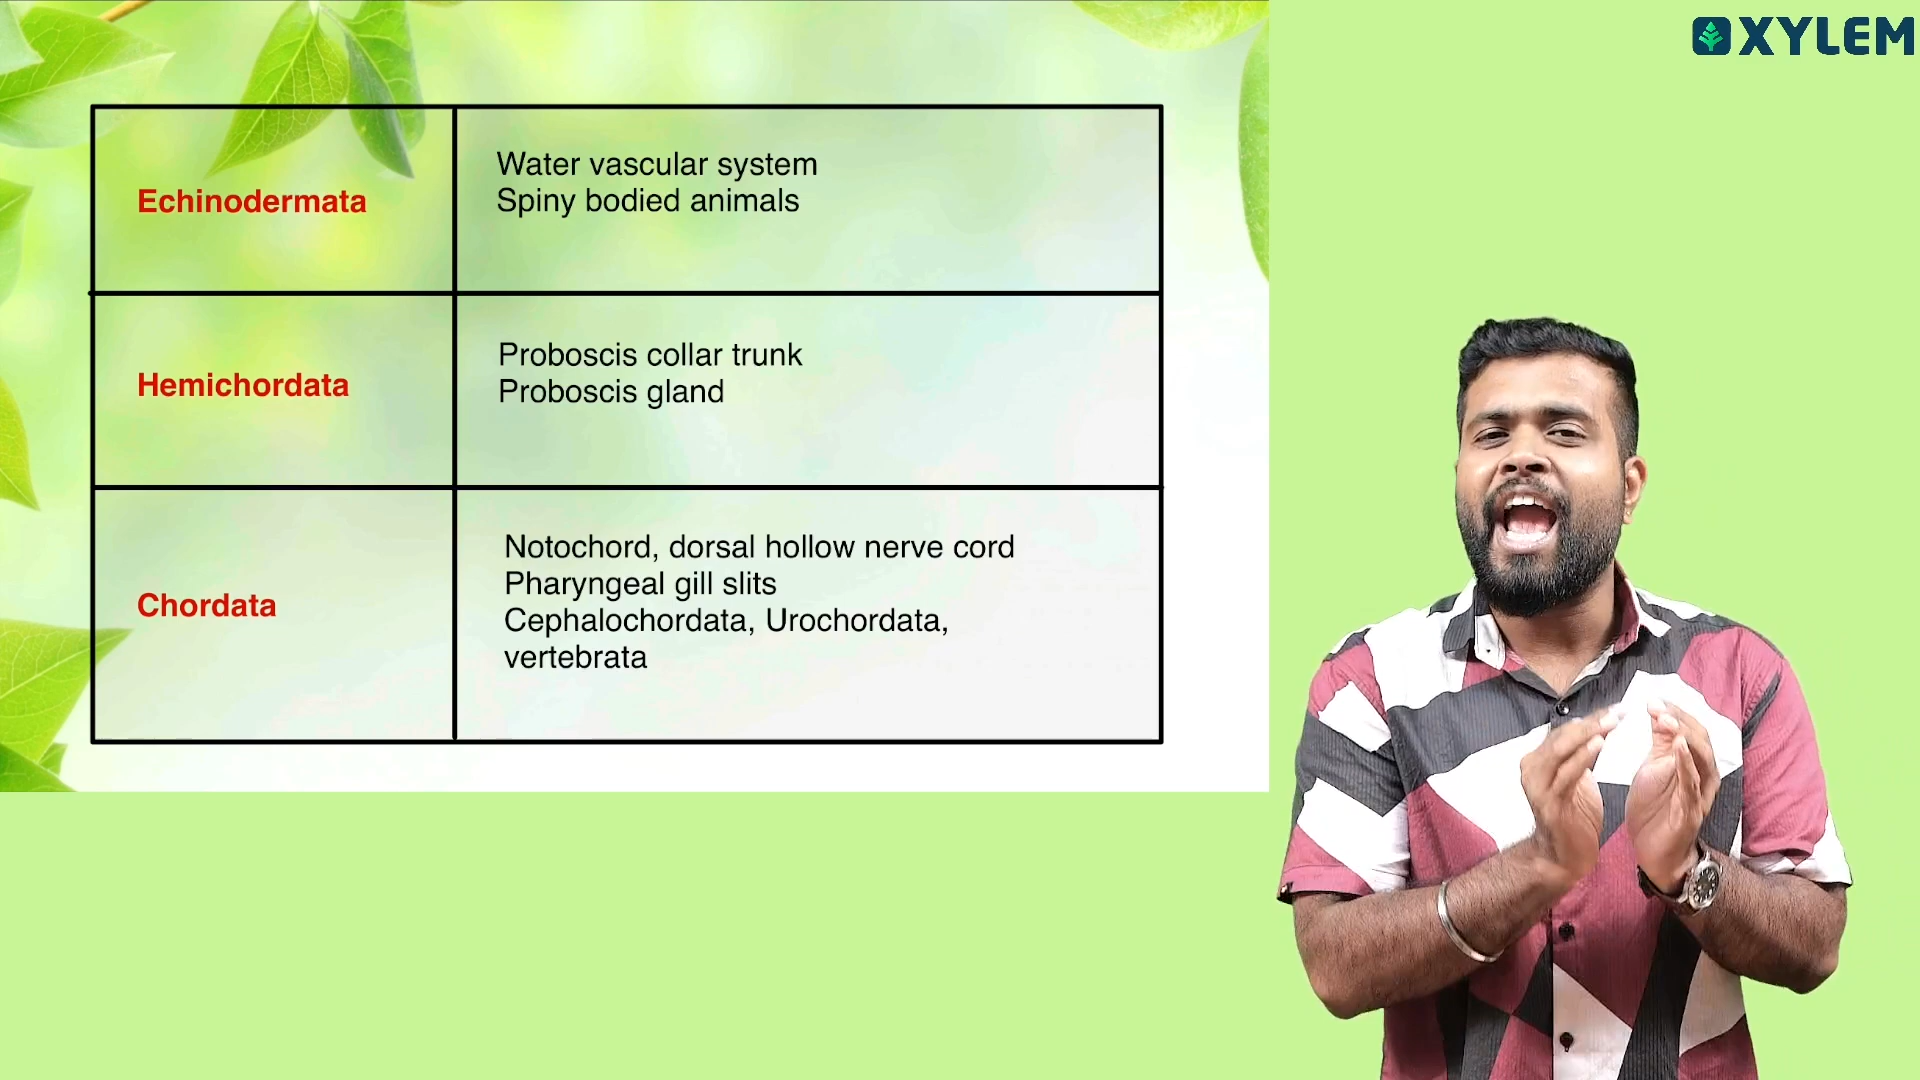 XYLEM
Echinodermata
Water vascular system
Spiny bodied animals
Hemichordata
Proboscis collar trunk
Proboscis gland
Chordata
Notochord, dorsal hollow nerve cord
Pharyngeal gill slits
Cephalochordata, Urochordata,
vertebrata